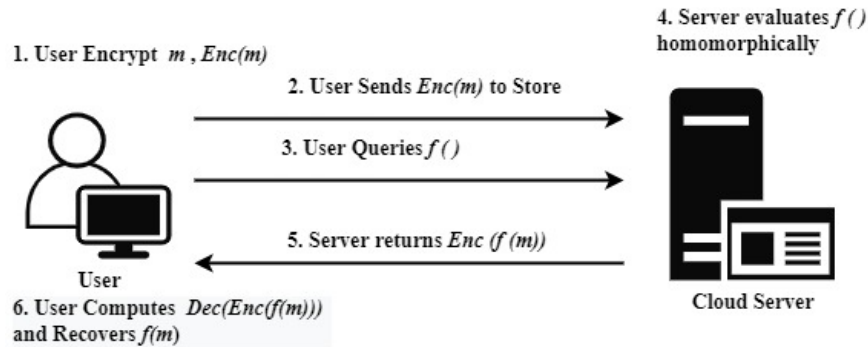 4. Server evaluates f ( )
homomorphically
1. User Encrypt m , Enc(m)
2. User Sends Enc(m) to Store
3. User Queries f ( )
5. Server returns Enc (f (m))
User
Cloud Server
6. User Computes Dec(Enc(f(m)))
and Recovers f(m)